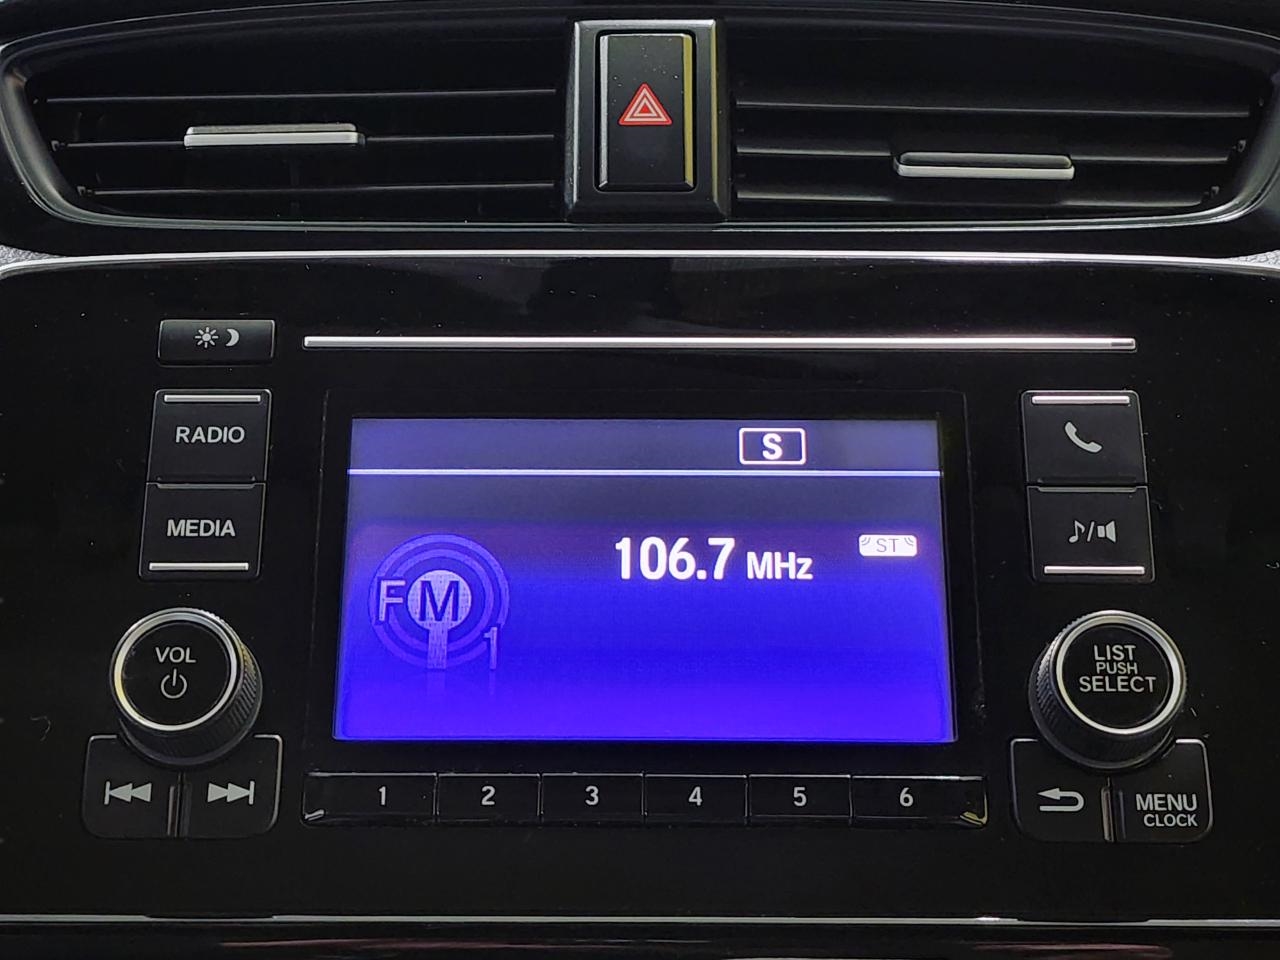 RADIO
MEDIA
VOL
S
106.7 MHz
ST
FM
1
LIST
PUSH
SELECT
1 2 3 4 5 6
MENU
CLOCK